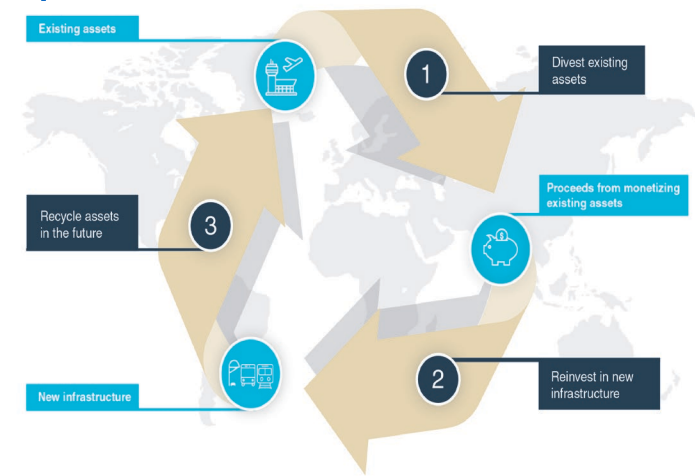 Existing assets
1
Divest existing
assets
Proceeds from monetizing
existing assets
$
Recycle assets
in the future
3
2
Reinvest in new
infrastructure
New infrastructure